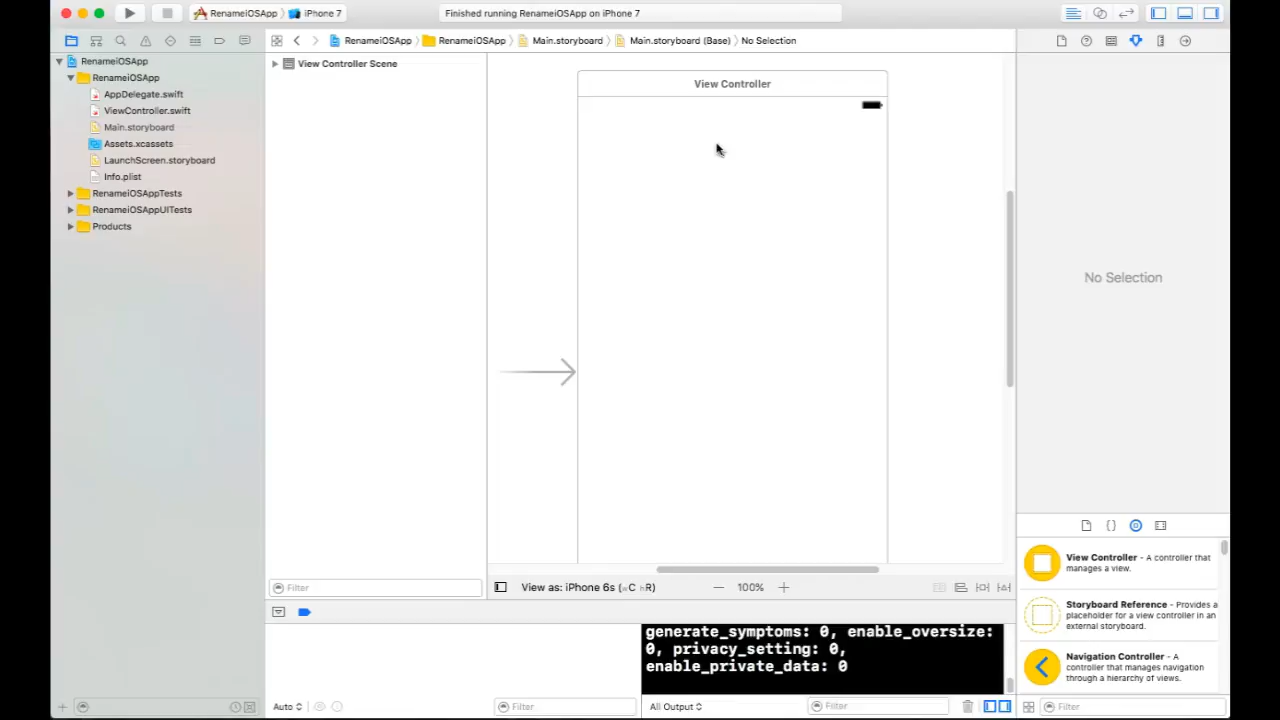 RenameiOSApp
iPhone 7
Finished running RenameiOSApp on iPhone 7
RenameiOSApp
RenameiOSApp
Main.storyboard
Main.storyboard (Base)
No Selection
RenameiOSApp
RenameiOSApp
AppDelegate.swift
ViewController.swift
Main.storyboard
Assets.xcassets
LaunchScreen.storyboard
Info.plist
RenameiOSAppTests
RenameiOSAppUITests
Products
View Controller Scene
View Controller
No Selection
View Controller - A controller that
manages a view.
Storyboard Reference - Provides a
placeholder for a view controller in an
external storyboard.
Navigation Controller - A
controller that manages navigation
through a hierarchy of views.
Filter
View as: iPhone 6s (wC hR)
100%
generate_symptoms: 0, enable_oversize:
0, privacy_setting: 0,
enable_private_data: 0
Auto
Filter
All Output
Filter
Filter